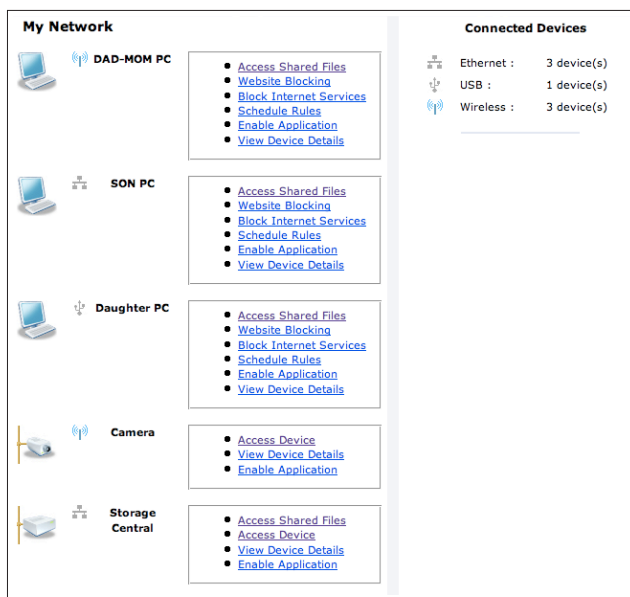 My Network
DAD-MOM PC
Access Shared Files
Website Blocking
Block Internet Services
Schedule Rules
Enable Application
View Device Details
SON PC
Access Shared Files
Website Blocking
Block Internet Services
Schedule Rules
Enable Application
View Device Details
Daughter PC
Access Shared Files
Website Blocking
Block Internet Services
Schedule Rules
Enable Application
View Device Details
Camera
Access Device
View Device Details
Enable Application
Storage
Central
Access Shared Files
Access Device
View Device Details
Enable Application
Connected Devices
Ethernet : 3 device(s)
USB : 1 device(s)
Wireless : 3 device(s)